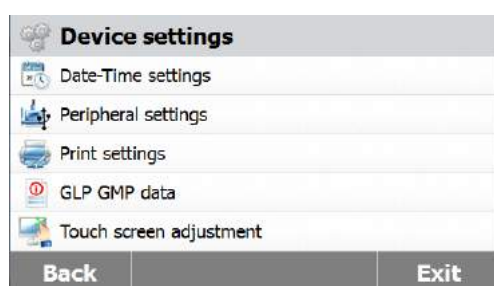 Device settings
Date-Time settings
Peripheral settings
Print settings
GLP GMP data
Touch screen adjustment
Back Exit